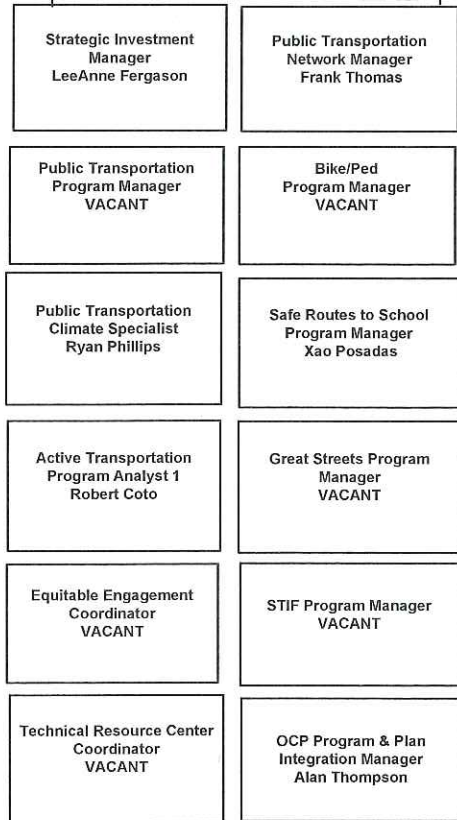 Strategic Investment
Manager
LeeAnne Fergason
Public Transportation
Network Manager
Frank Thomas
Public Transportation
Program Manager
VACANT
Bike/Ped
Program Manager
VACANT
Public Transportation
Climate Specialist
Ryan Phillips
Safe Routes to School
Program Manager
Xao Posadas
Active Transportation
Program Analyst 1
Robert Coto
Great Streets Program
Manager
VACANT
Equitable Engagement
Coordinator
VACANT
STIF Program Manager
VACANT
Technical Resource Center
Coordinator
VACANT
OCP Program & Plan
Integration Manager
Alan Thompson